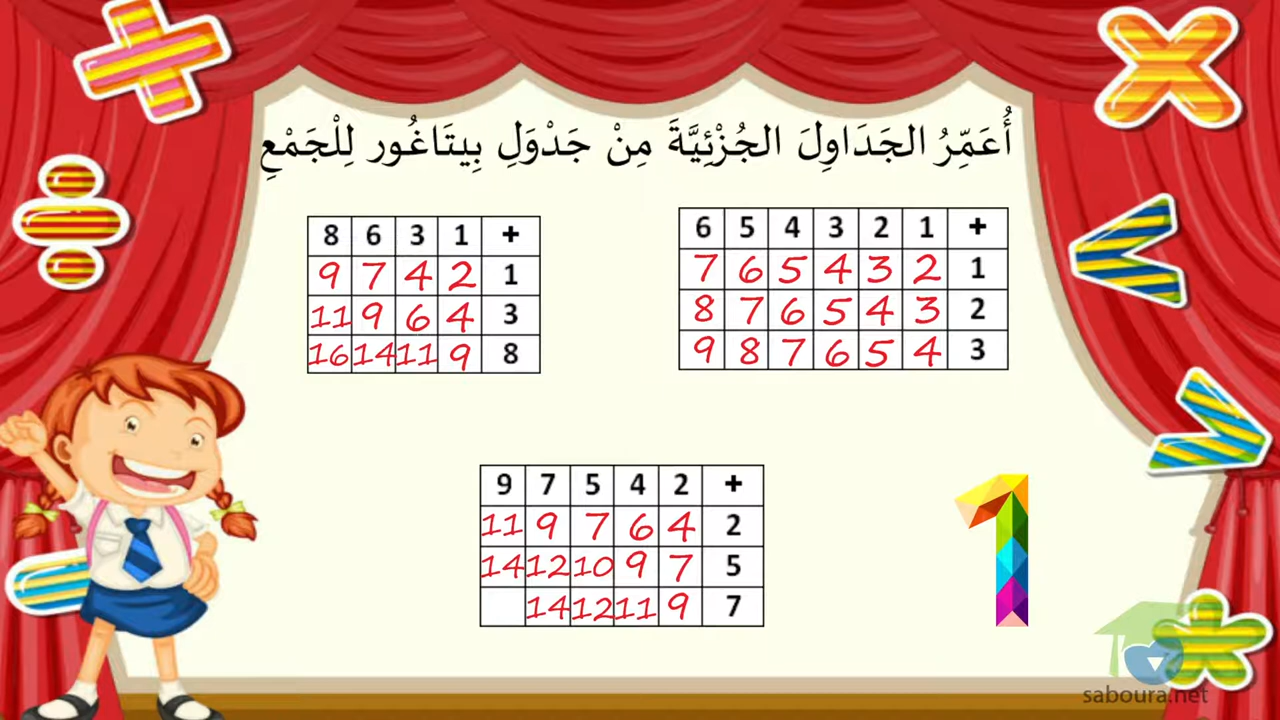 أُعَمِّرُ الجَدَاوِلَ الجُزْئِيَّةَ مِنْ جَدْوَلِ بِيتَاغُور لِلْجَمْعِ
6 5 4 3 2 1 +
7 6 5 4 3 2 1
8 7 6 5 4 3 2
9 8 7 6 5 4 3
8 6 3 1 +
9 7 4 2 1
11 9 6 4 3
16 14 11 9 8
9 7 5 4 2 +
11 9 7 6 4 2
14 12 10 9 7 5
14 12 11 9 7
1
saboura.net